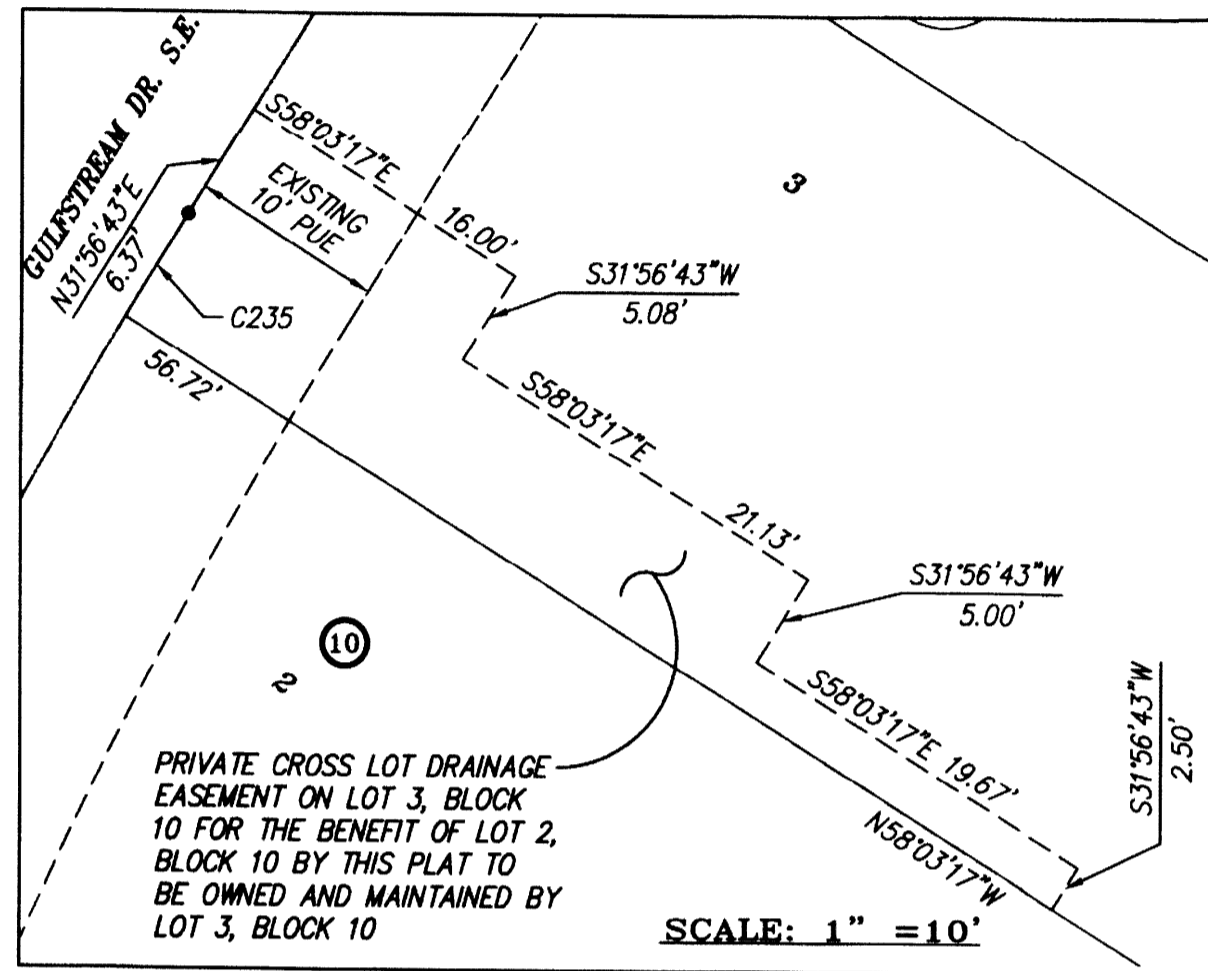 GULFSTREAM DR. S.E.
N31°56'43"E
6.37'
S58°03'17"E
16.00'
EXISTING
10' PUE
C235
3
S31°56'43"W
5.08'
56.72'
S58°03'17"E
21.13'
S31°56'43"W
5.00'
10
2
S58°03'17"E 19.67'
S31°56'43"W
2.50'
N58°03'17"W
PRIVATE CROSS LOT DRAINAGE
EASEMENT ON LOT 3, BLOCK
10 FOR THE BENEFIT OF LOT 2,
BLOCK 10 BY THIS PLAT TO
BE OWNED AND MAINTAINED BY
LOT 3, BLOCK 10
SCALE: 1" =10'